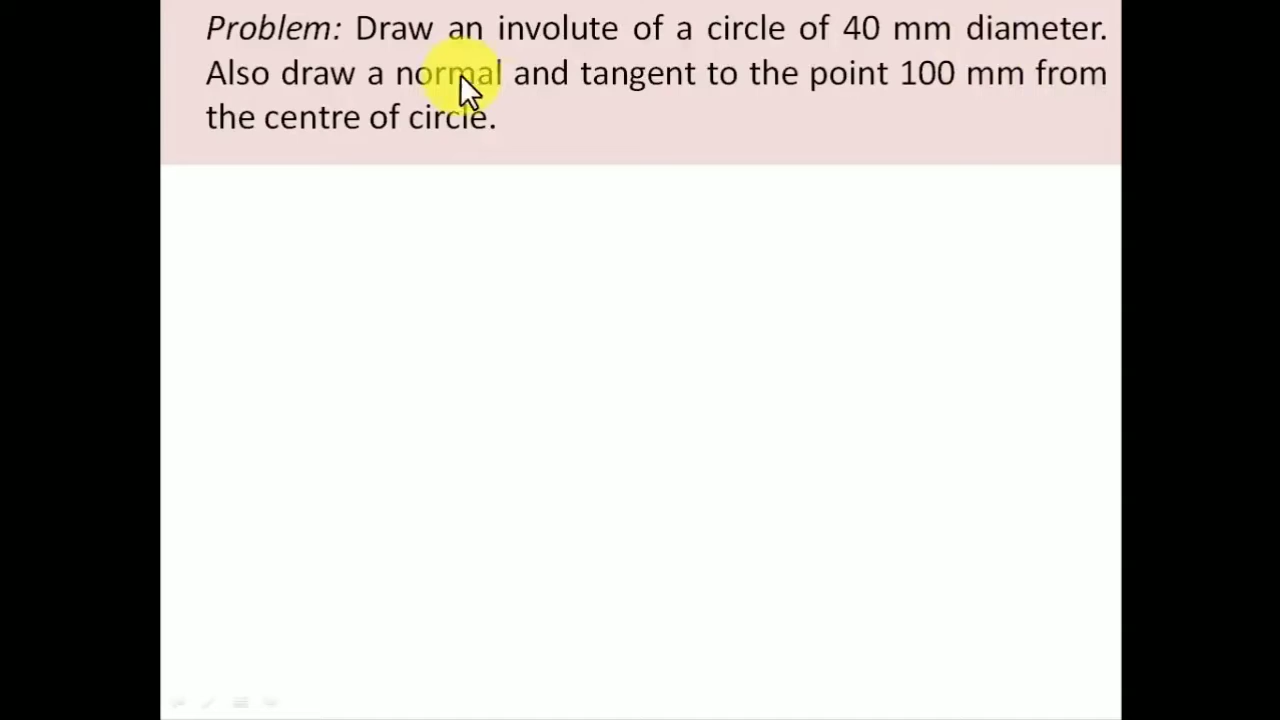 Problem: Draw an involute of a circle of 40 mm diameter.
Also draw a normal and tangent to the point 100 mm from
the centre of circle.